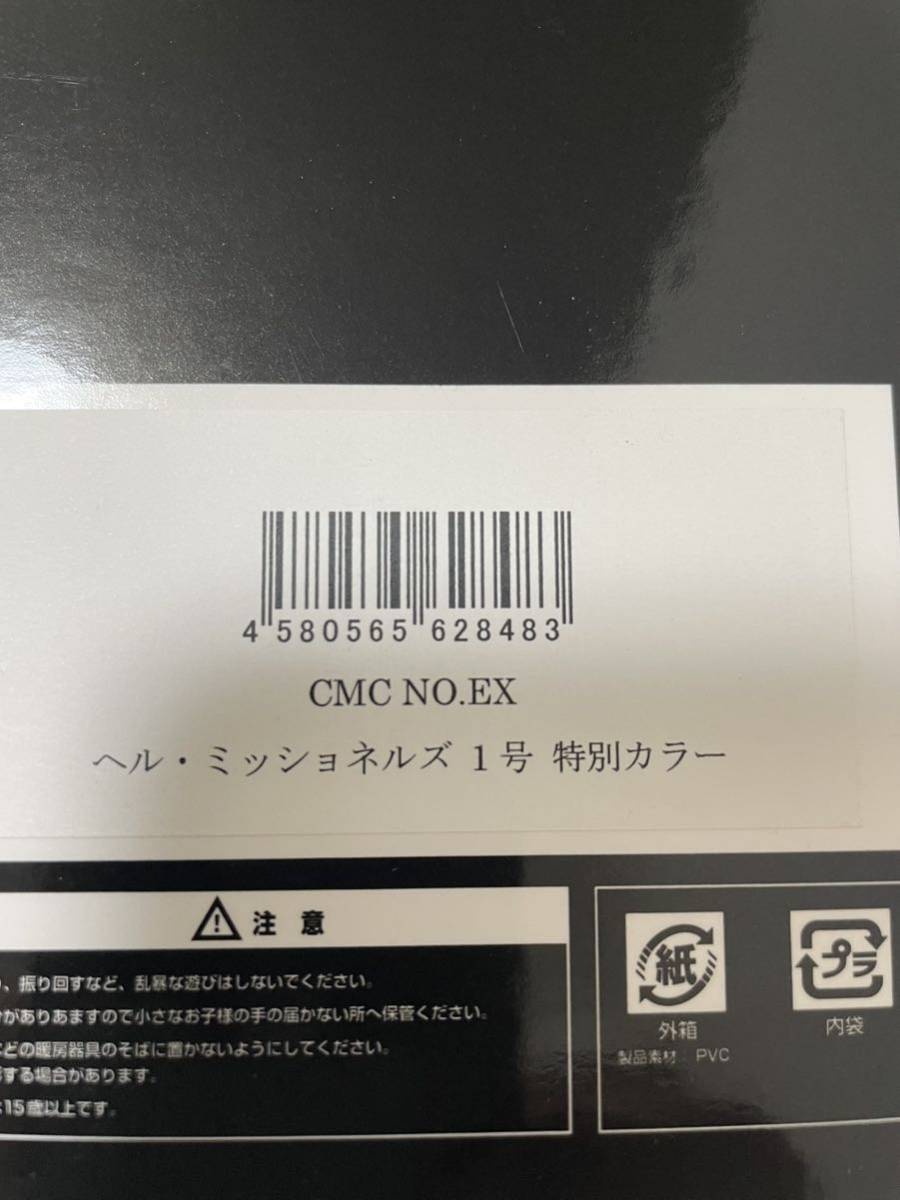 4 580565 628483
CMC NO.EX
ヘル・ミッショネルズ 1号 特別カラー
注 意
、振り回すなど、乱暴な遊びはしないでください。
がありあますので小さなお子様の手の届かない所へ保管ください。
どの暖房器具のそばに置かないようにしてください。
する場合があります。
15歳以上です。
紙
外箱
製品素材： PVC
プラ
内袋